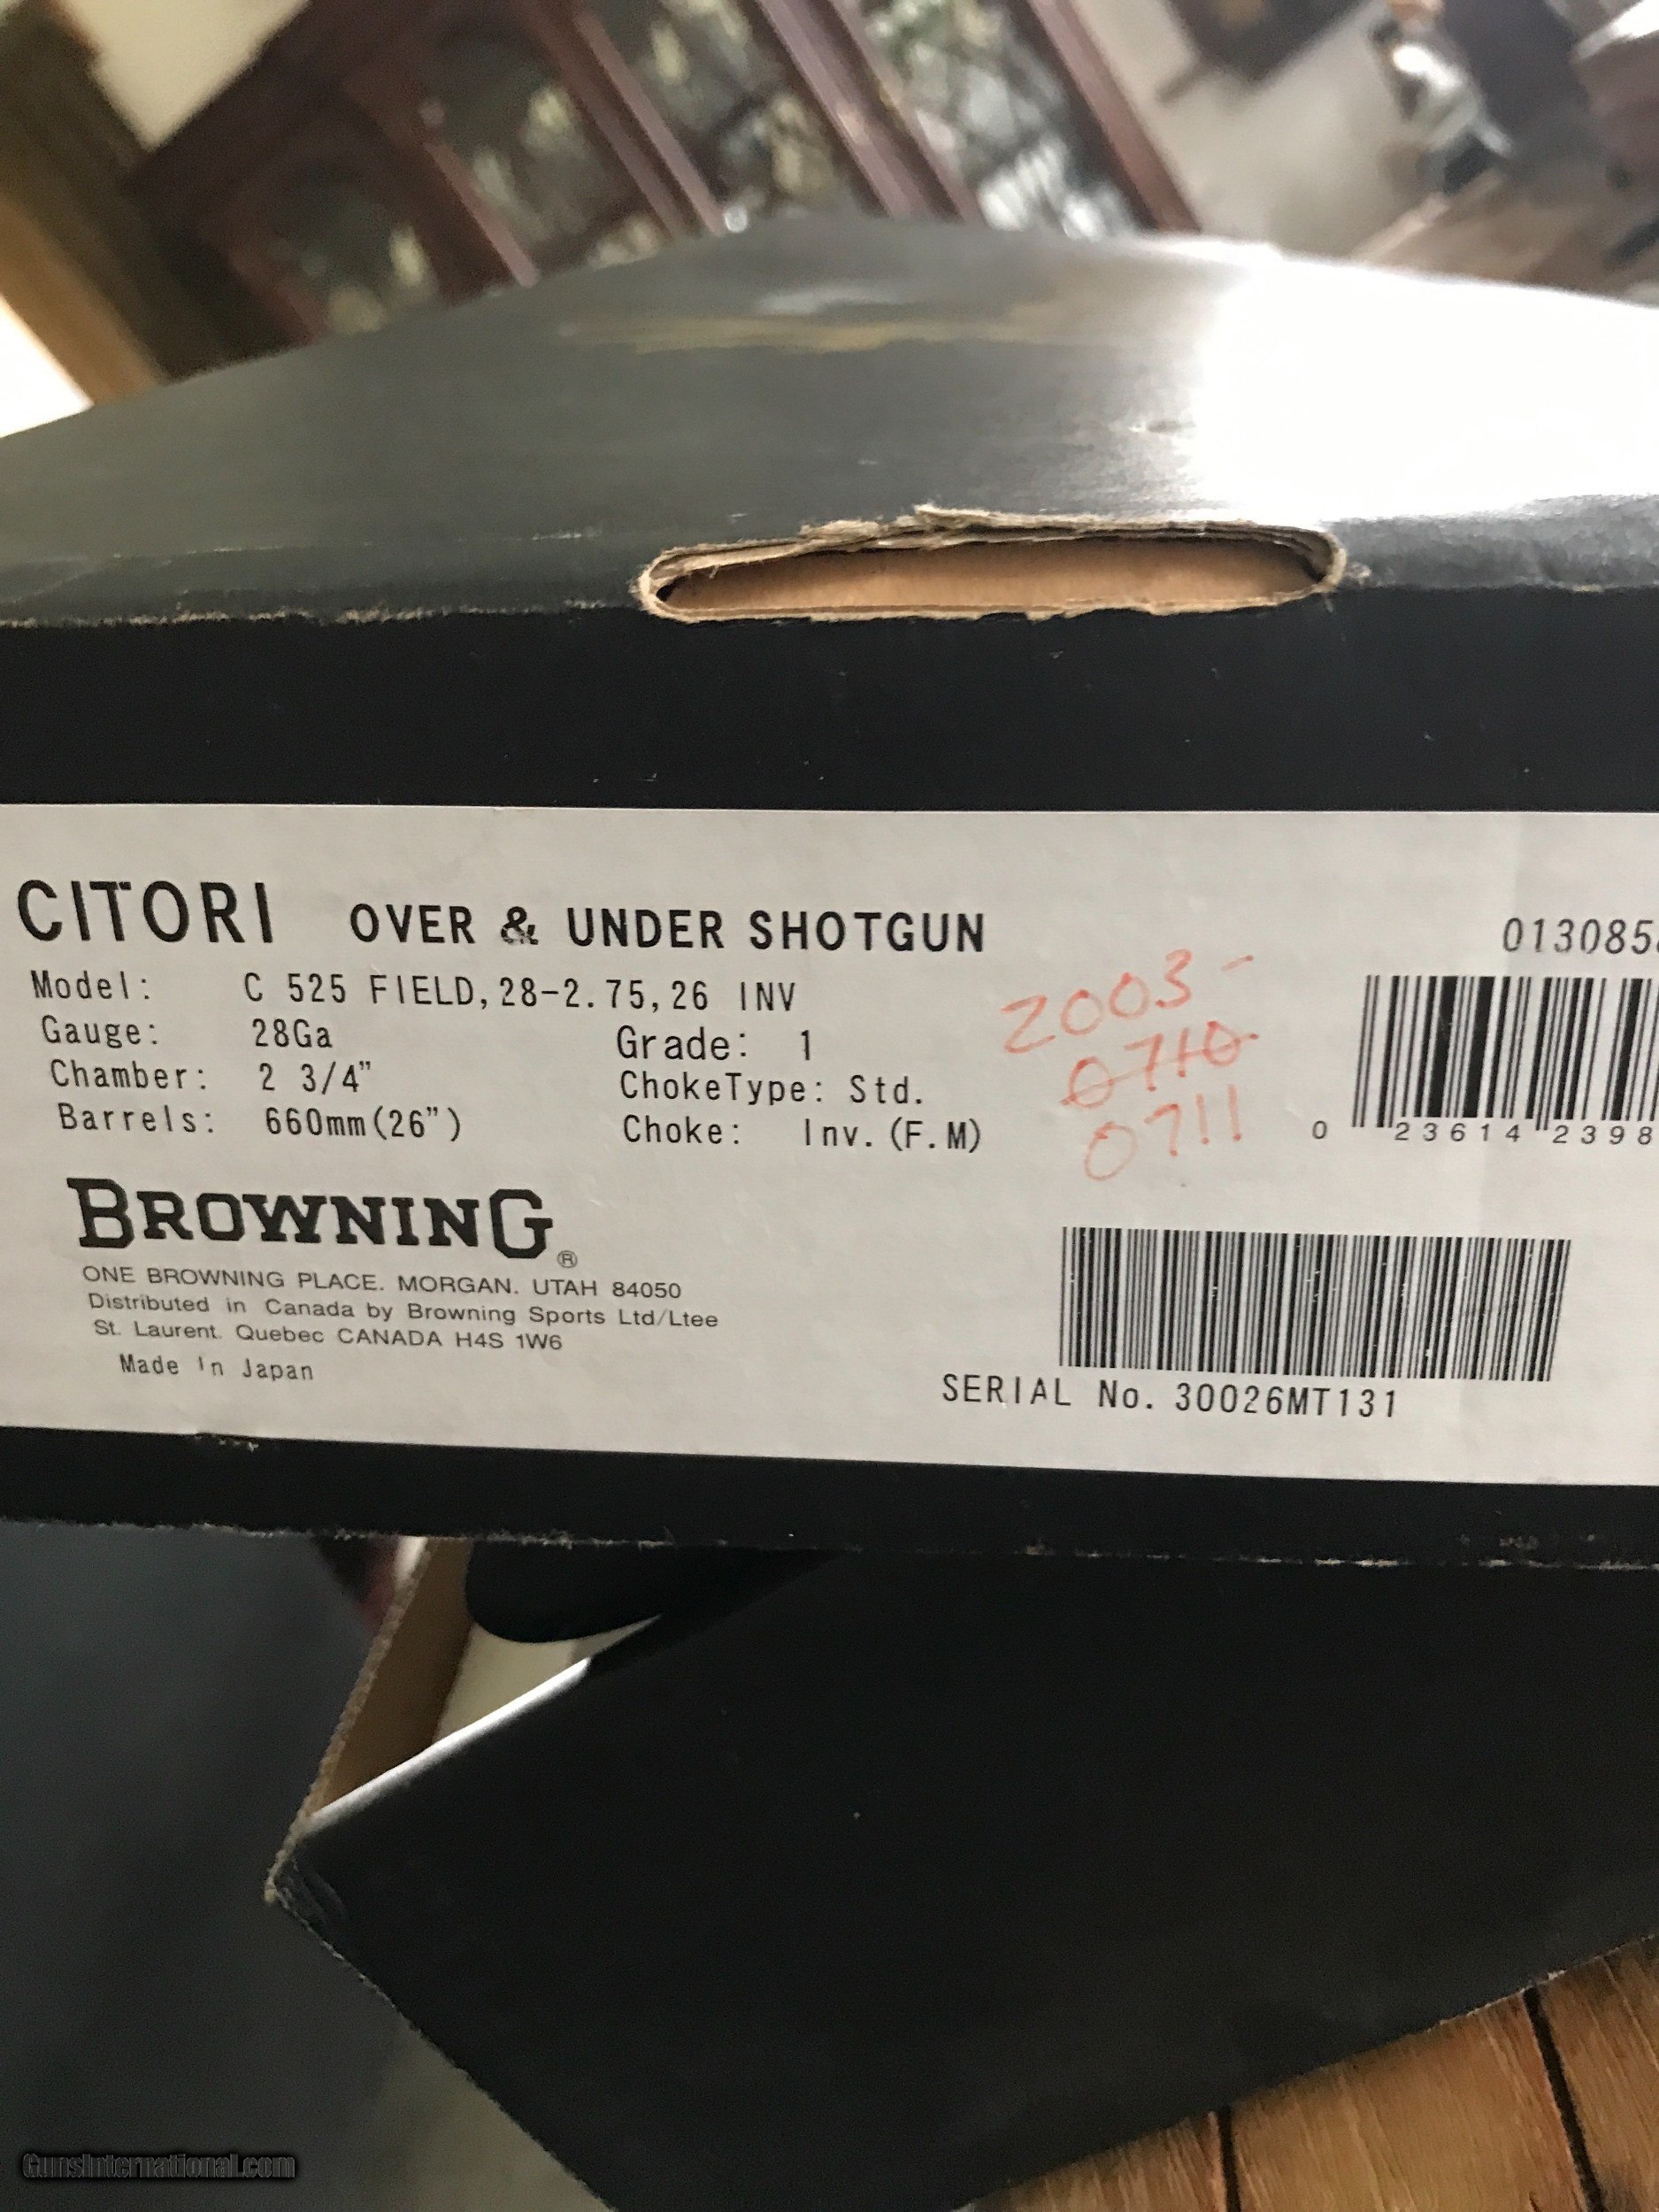 CITORI OVER & UNDER SHOTGUN
Model: C 525 FIELD,28-2.75,26 INV
Gauge: 28Ga
Grade: 1
Chamber: 2 3/4"
ChokeType: Std.
Barrels: 660mm(26")
Choke: Inv.(F.M)
2003-
0710
0711
013085
0 23614 2398
BROWNING®
ONE BROWNING PLACE. MORGAN. UTAH 84050
Distributed in Canada by Browning Sports Ltd/Ltee
St. Laurent. Quebec CANADA H4S 1W6
Made In Japan
SERIAL No. 30026MT131
GunsInternational.com